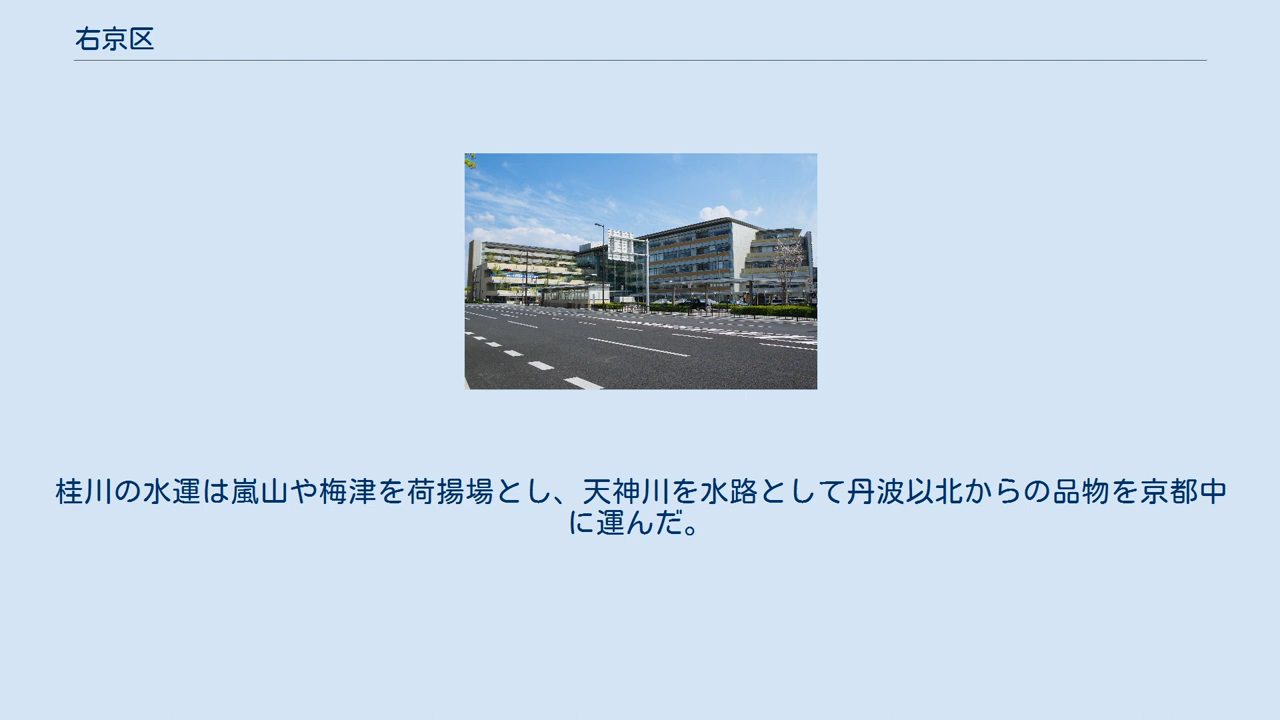 右京区
桂川の水運は嵐山や梅津を荷揚場とし、天神川を水路として丹波以北からの品物を京都中
に運んだ。